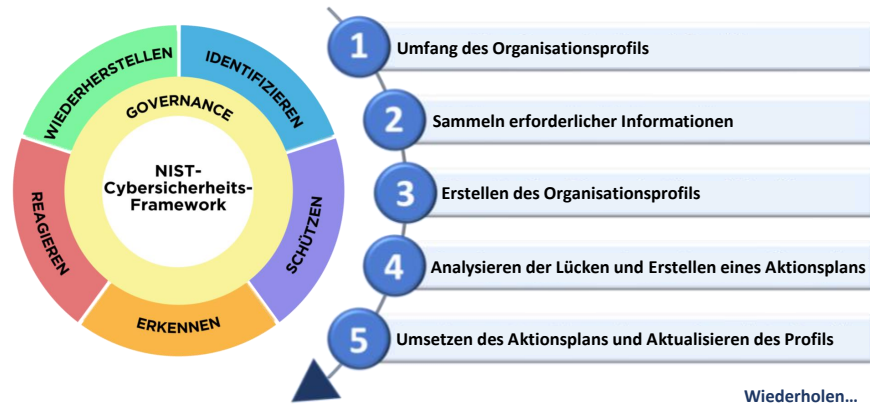 WIEDERHERSTELLEN
IDENTIFIZIEREN
GOVERNANCE
NIST-
Cybersicherheits-
Framework
REAGIEREN
SCHÜTZEN
ERKENNEN
1 Umfang des Organisationsprofils
2 Sammeln erforderlicher Informationen
3 Erstellen des Organisationsprofils
4 Analysieren der Lücken und Erstellen eines Aktionsplans
5 Umsetzen des Aktionsplans und Aktualisieren des Profils
Wiederholen...